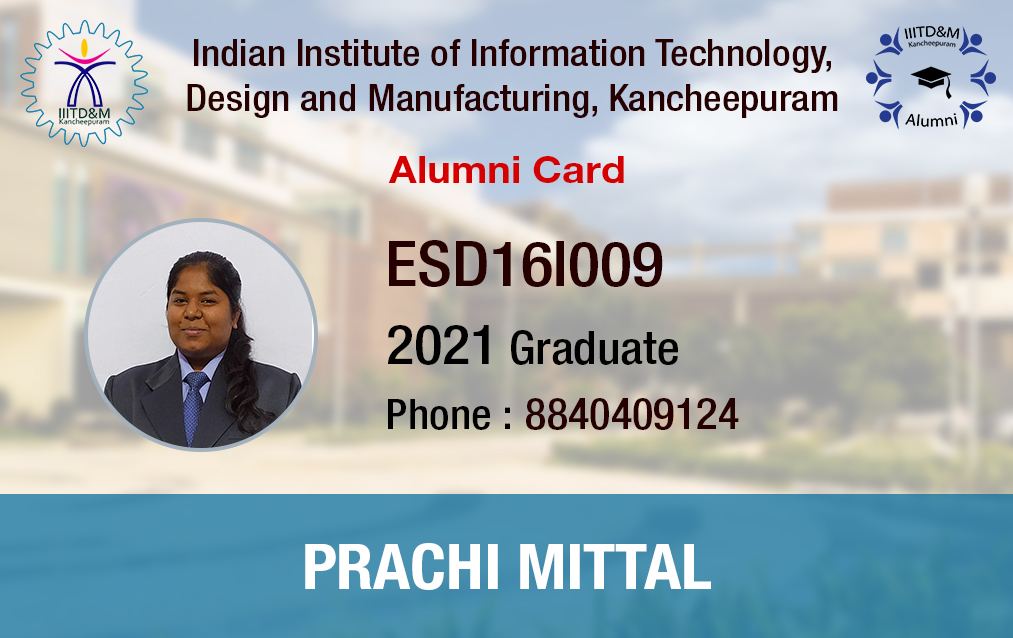 IIITD&M
Kancheepuram
Indian Institute of Information Technology,
Design and Manufacturing, Kancheepuram
IIITD&M
Kancheepuram
Alumni
Alumni Card
ESD16I009
2021 Graduate
Phone : 8840409124
PRACHI MITTAL